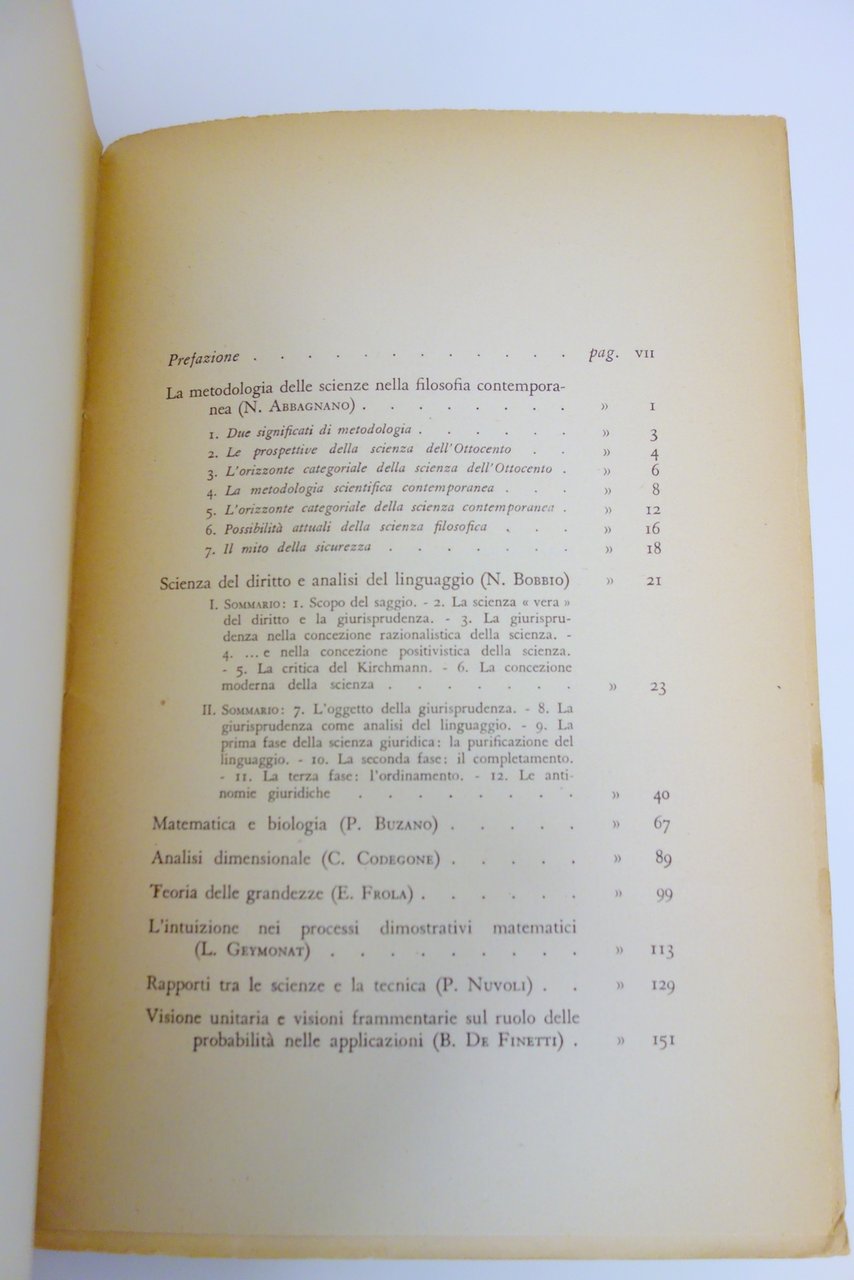 Prefazione . . . . . . . . . . . . pag. VII
La metodologia delle scienze nella filosofia contempora-
nea (N. ABBAGNANO) . . . . . . . . » 1
1. Due significati di metodologia . . . . . . » 3
2. Le prospettive della scienza dell'Ottocento . . » 4
3. L'orizzonte categoriale della scienza dell'Ottocento . » 6
4. La metodologia scientifica contemporanea . . . » 8
5. L'orizzonte categoriale della scienza contemporanea . » 12
6. Possibilità attuali della scienza filosofica . . . » 16
7. Il mito della sicurezza . . . . . . . » 18
Scienza del diritto e analisi del linguaggio (N. BOBBIO) » 21
I. SOMMARIO: 1. Scopo del saggio. - 2. La scienza « vera »
del diritto e la giurisprudenza. - 3. La giurispru-
denza nella concezione razionalistica della scienza. -
4. ...e nella concezione positivistica della scienza.
- 5. La critica del Kirchmann. - 6. La concezione
moderna della scienza . . . . . . . » 23
II. SOMMARIO: 7. L'oggetto della giurisprudenza. - 8. La
giurisprudenza come analisi del linguaggio. - 9. La
prima fase della scienza giuridica: la purificazione del
linguaggio. - 10. La seconda fase: il completamento.
- 11. La terza fase: l'ordinamento. - 12. Le anti-
nomie giuridiche . . . . . . . . » 40
Matematica e biologia (P. BUZANO) . . . . . » 67
Analisi dimensionale (C. CODEGONE) . . . . . » 89
Teoria delle grandezze (E. FROLA) . . . . . . » 99
L'intuizione nei processi dimostrativi matematici
(L. GEYMONAT) . . . . . . . . . » 113
Rapporti tra le scienze e la tecnica (P. NUVOLI) . . » 129
Visione unitaria e visioni frammentarie sul ruolo delle
probabilità nelle applicazioni (B. DE FINETTI) . » 151